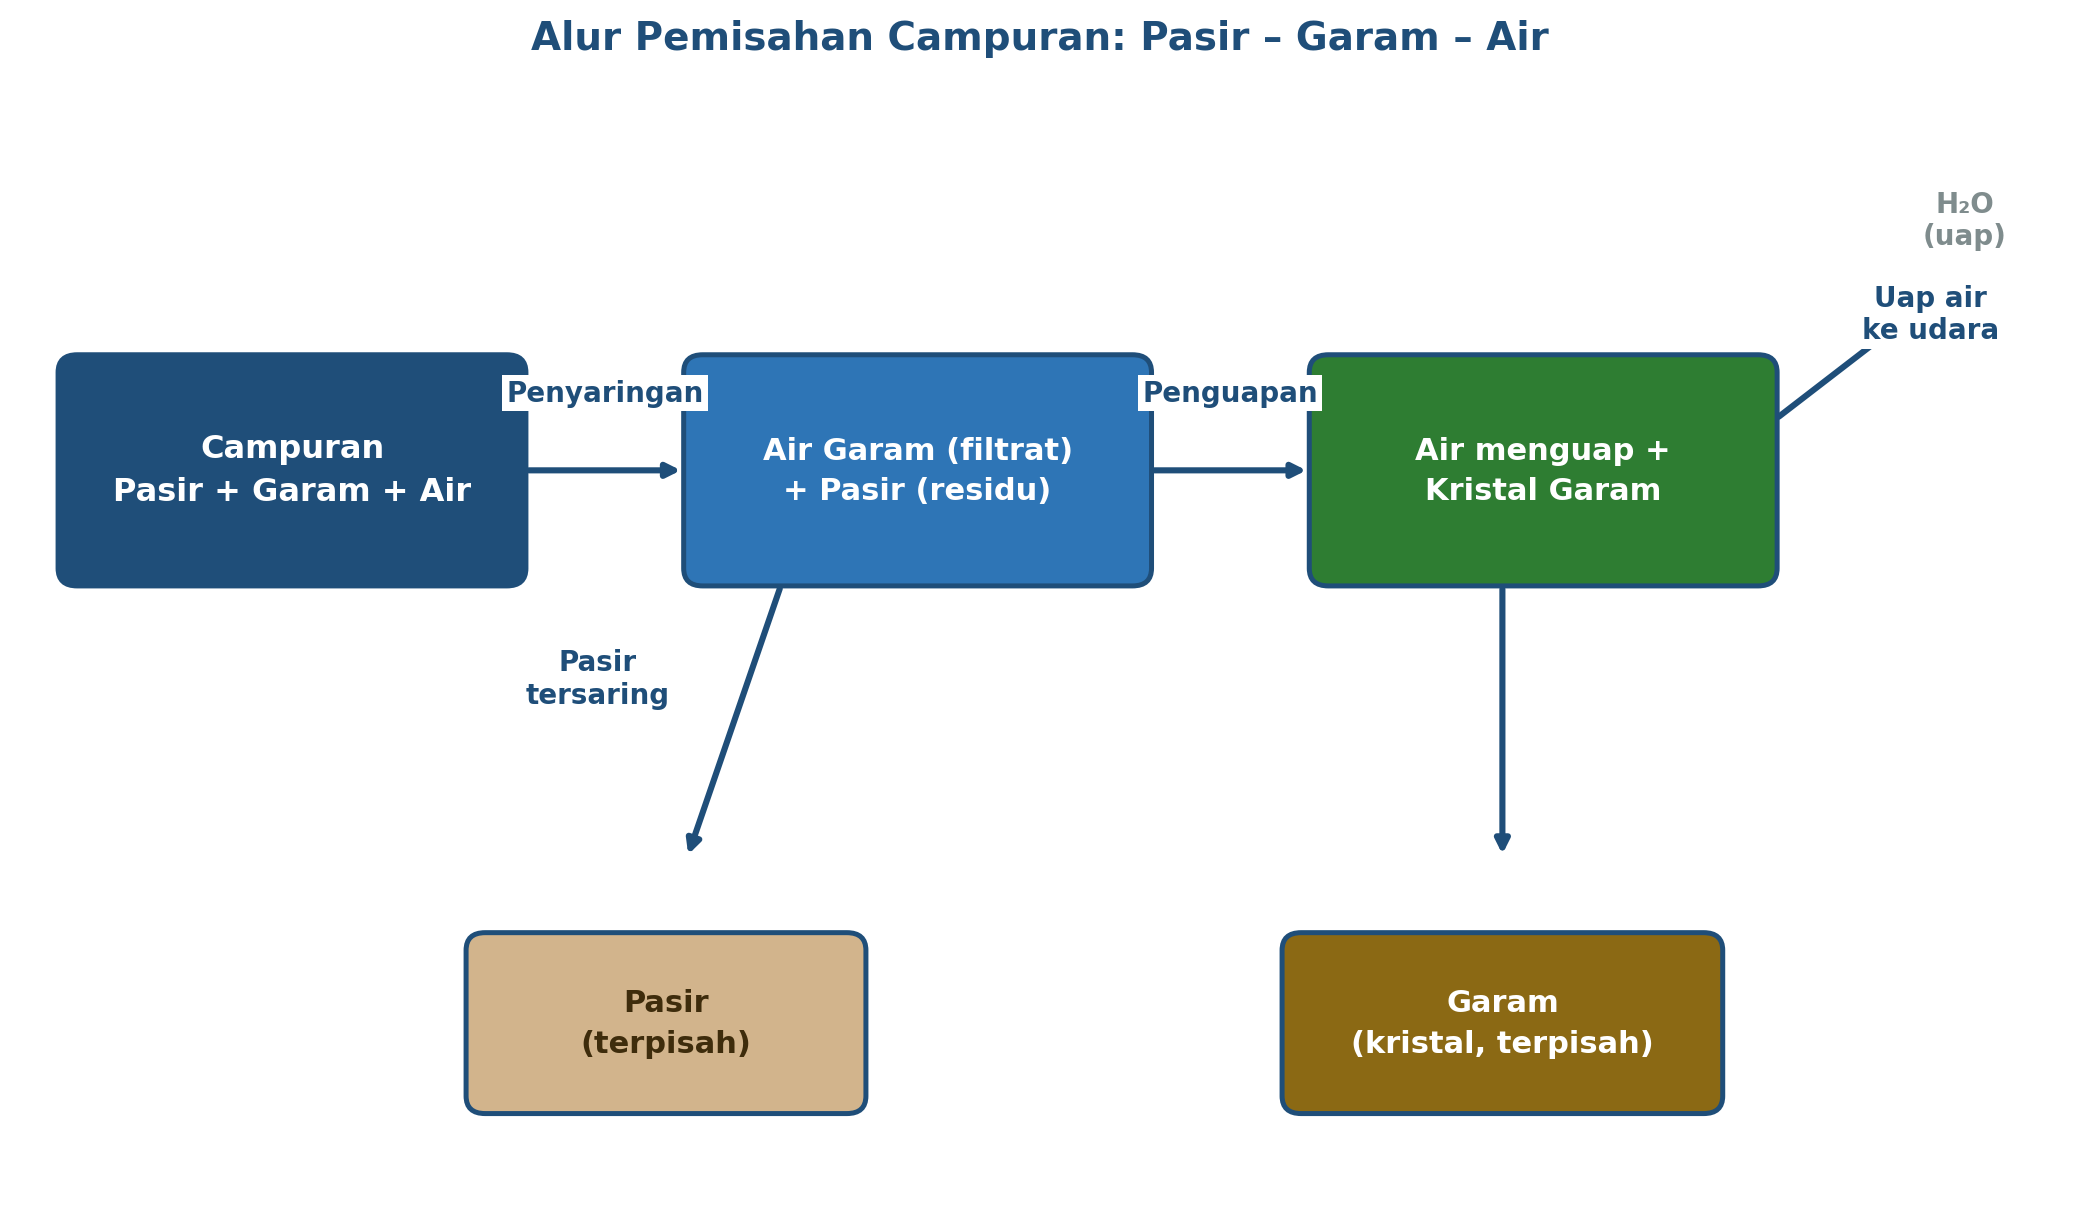 Alur Pemisahan Campuran: Pasir – Garam – Air
H₂O
(uap)
Uap air
ke udara
Penyaringan
Penguapan
Campuran
Pasir + Garam + Air
Air Garam (filtrat)
+ Pasir (residu)
Air menguap +
Kristal Garam
Pasir
tersaring
Pasir
(terpisah)
Garam
(kristal, terpisah)